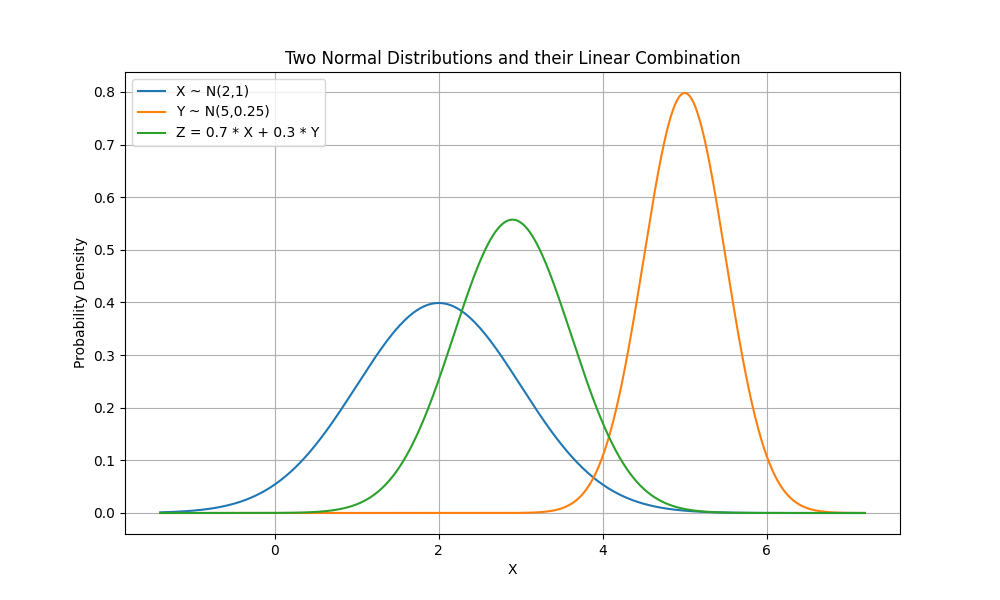 Two Normal Distributions and their Linear Combination
X ~ N(2,1)
Y ~ N(5,0.25)
Z = 0.7 * X + 0.3 * Y
Probability Density
0.8
0.7
0.6
0.5
0.4
0.3
0.2
0.1
0.0
0 2 4 6
X